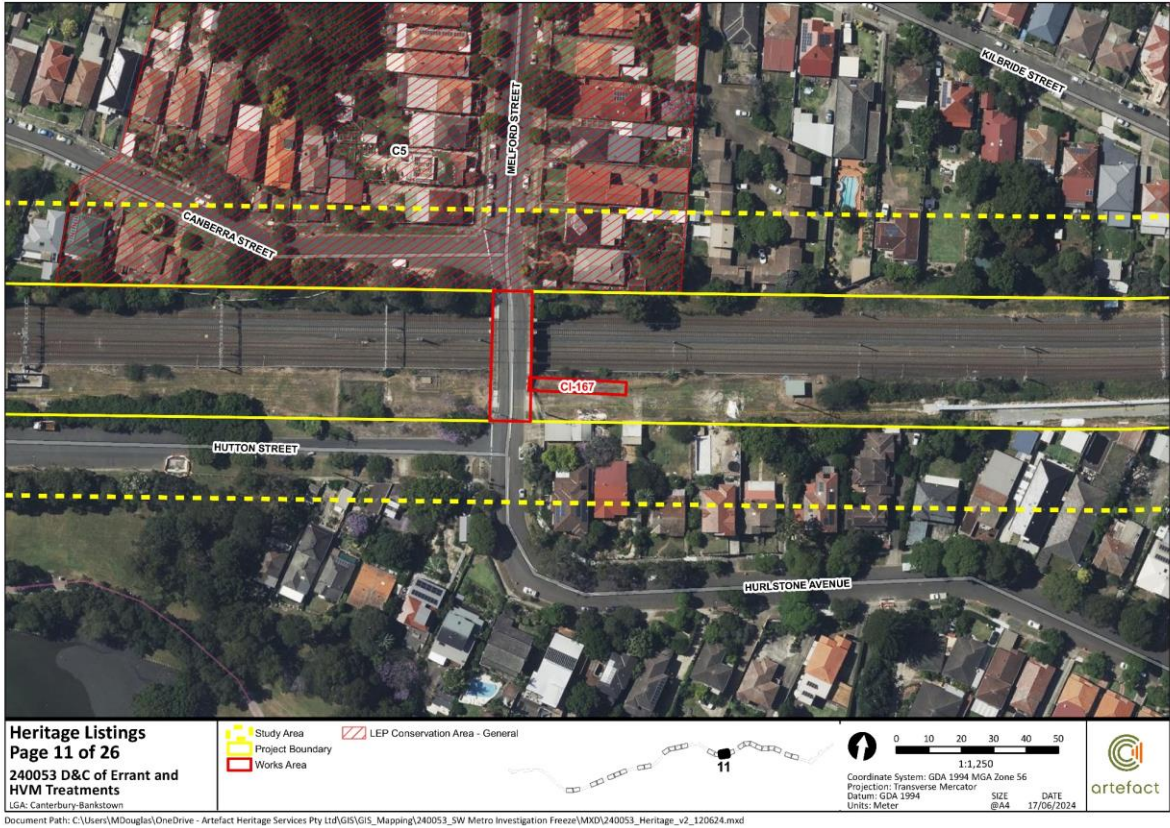 KILBRIDE STREET
MELFORD STREET
C5
CANBERRA STREET
CI-167
HUTTON STREET
HURLSTONE AVENUE
Heritage Listings
Page 11 of 26
240053 D&C of Errant and
HVM Treatments
LGA: Canterbury-Bankstown
Study Area
Project Boundary
Works Area
LEP Conservation Area - General
11
0 10 20 30 40 50
1:1,250
Coordinate System: GDA 1994 MGA Zone 56
Projection: Transverse Mercator
Datum: GDA 1994
Units: Meter
SIZE
@A4
DATE
17/06/2024
artefact
Document Path: C:\Users\MDouglas\OneDrive - Artefact Heritage Services Pty Ltd\GIS\GIS_Mapping\240053_SW Metro Investigation Freeze\MXD\240053_Heritage_v2_120624.mxd